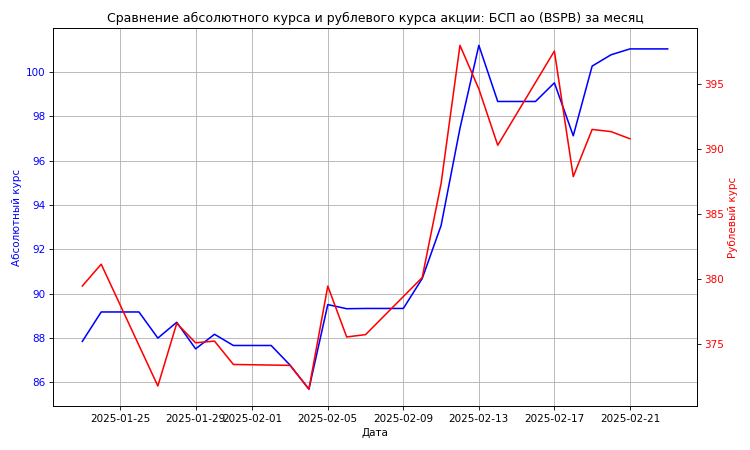 Сравнение абсолютного курса и рублевого курса акции: БСП ао (BSPB) за месяц
Абсолютный курс
100
98
96
94
92
90
88
86
395
390
385
380
375
Рублевый курс
2025-01-25 2025-01-29 2025-02-01 2025-02-05 2025-02-09 2025-02-13 2025-02-17 2025-02-21
Дата